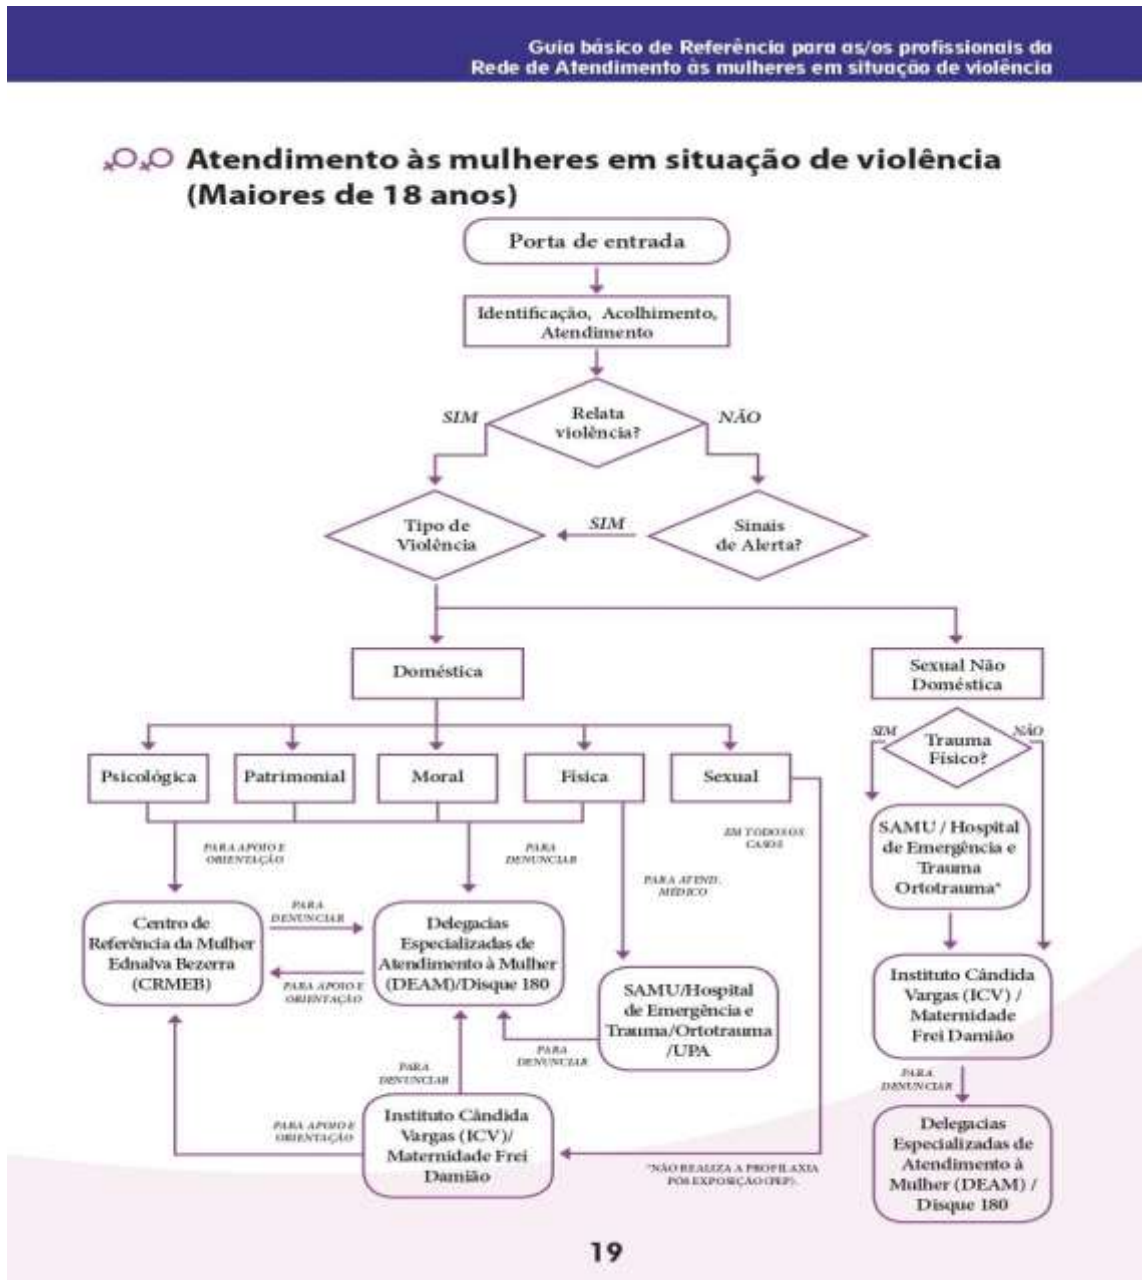 Guia básico de Referência para as/os profissionais da
Rede de Atendimento às mulheres em situação de violência
Atendimento às mulheres em situação de violência
(Maiores de 18 anos)
Porta de entrada
Identificação, Acolhimento,
Atendimento
SIM
Relata
violência?
NÃO
Tipo de
Violência
SIM
Sinais
de Alerta?
Doméstica
Sexual Não
Doméstica
SIM
Trauma
Físico?
NÃO
Psicológica
Patrimonial
Moral
Física
Sexual
PARA APOIO E
ORIENTAÇÃO
PARA
DENUNCIAR
PARA ATEND.
MÉDICO
EM TODOS OS
CASOS
SAMU / Hospital
de Emergência e
Trauma
Ortotrauma*
Centro de
Referência da Mulher
Ednalva Bezerra
(CRMEB)
PARA
DENUNCIAR
PARA APOIO E
ORIENTAÇÃO
Delegacias
Especializadas de
Atendimento à Mulher
(DEAM)/Disque 180
SAMU/Hospital
de Emergência e
Trauma/Ortotrauma
/UPA
Instituto Cândida
Vargas (ICV) /
Maternidade
Frei Damião
PARA
DENUNCIAR
PARA
DENUNCIAR
PARA
DENUNCIAR
PARA APOIO E
ORIENTAÇÃO
Instituto Cândida
Vargas (ICV)/
Maternidade Frei
Damião
*NÃO REALIZA A PROFILAXIA
PÓS EXPOSIÇÃO (PEP).
Delegacias
Especializadas de
Atendimento à
Mulher (DEAM) /
Disque 180
19